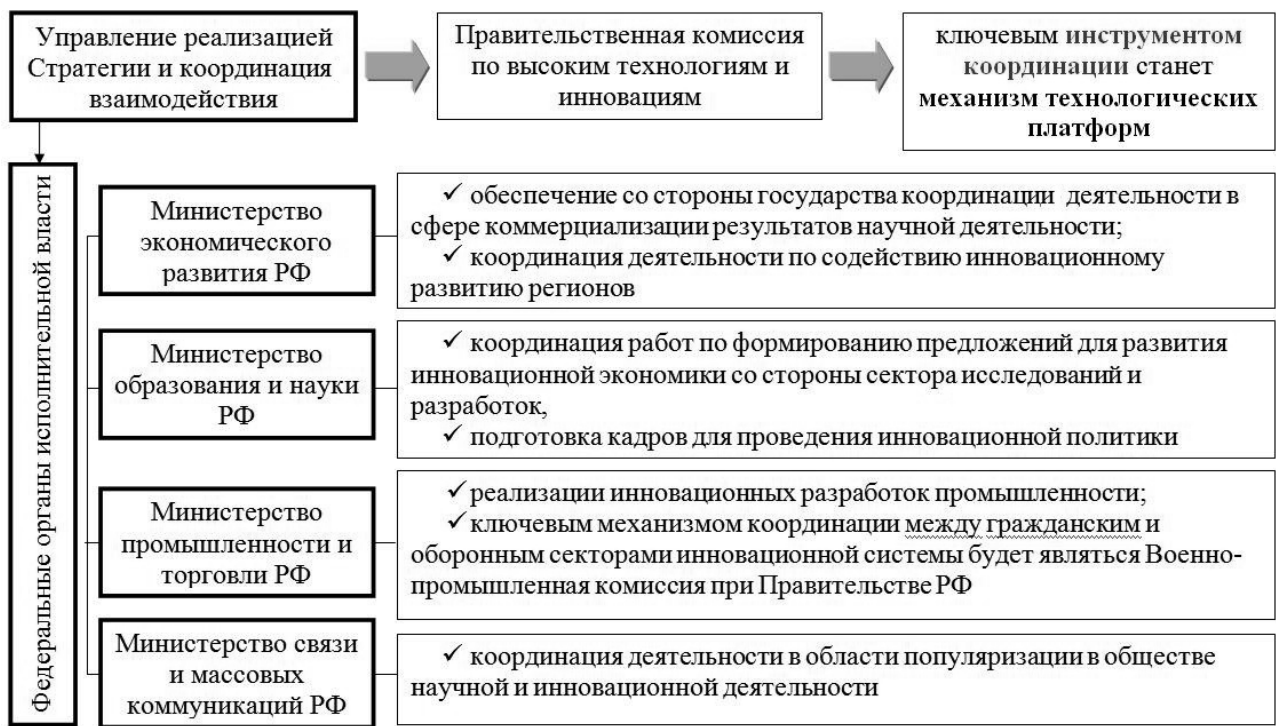 Управление реализацией
Стратегии и координация
взаимодействия
Правительственная комиссия
по высоким технологиям и
инновациям
ключевым инструментом
координации станет
механизм технологических
платформ
Федеральные органы исполнительной власти
Министерство
экономического
развития РФ
✓ обеспечение со стороны государства координации деятельности в
сфере коммерциализации результатов научной деятельности;
✓ координация деятельности по содействию инновационному
развитию регионов
Министерство
образования и науки
РФ
✓ координация работ по формированию предложений для развития
инновационной экономики со стороны сектора исследований и
разработок,
✓ подготовка кадров для проведения инновационной политики
Министерство
промышленности и
торговли РФ
✓ реализации инновационных разработок промышленности;
✓ ключевым механизмом координации между гражданским и
оборонным секторами инновационной системы будет являться Военно-
промышленная комиссия при Правительстве РФ
Министерство связи
и массовых
коммуникаций РФ
✓ координация деятельности в области популяризации в обществе
научной и инновационной деятельности